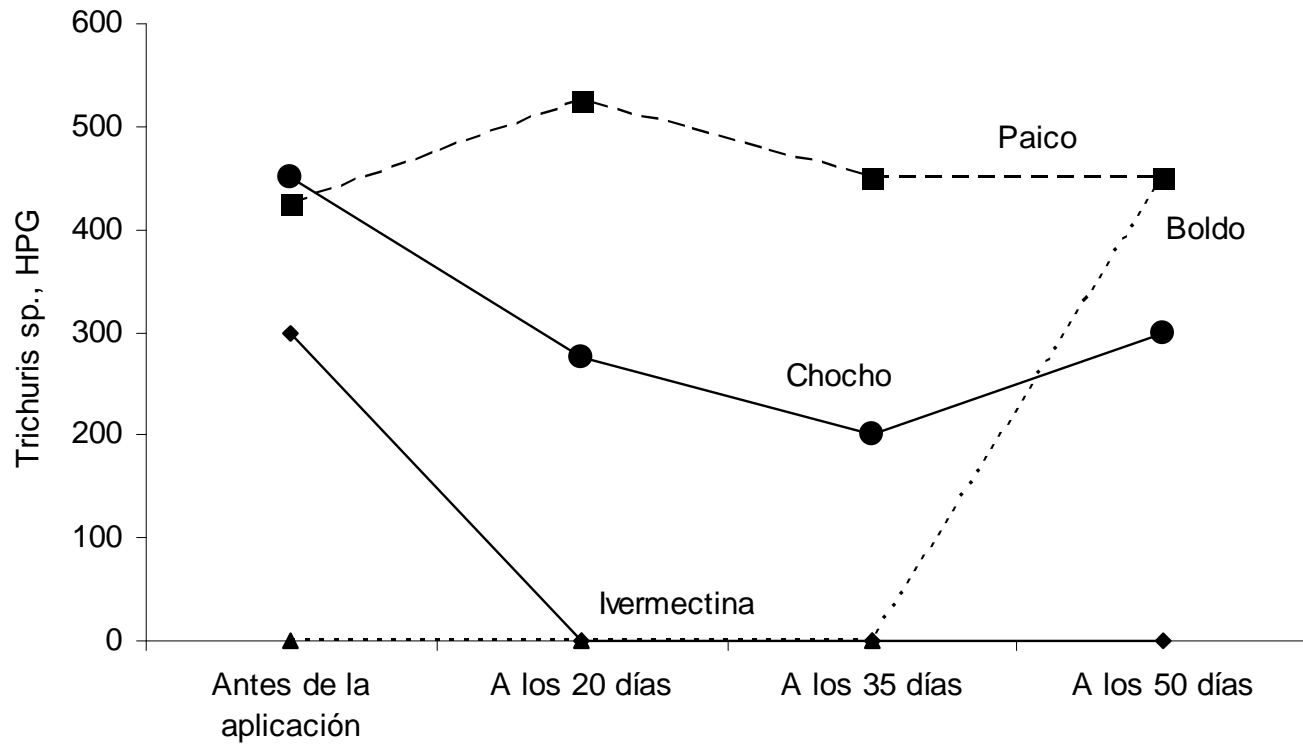 Trichuris sp., HPG
600
500
400
300
200
100
0
Paico
Boldo
Chocho
Ivermectina
Antes de la
aplicación
A los 20 días
A los 35 días
A los 50 días